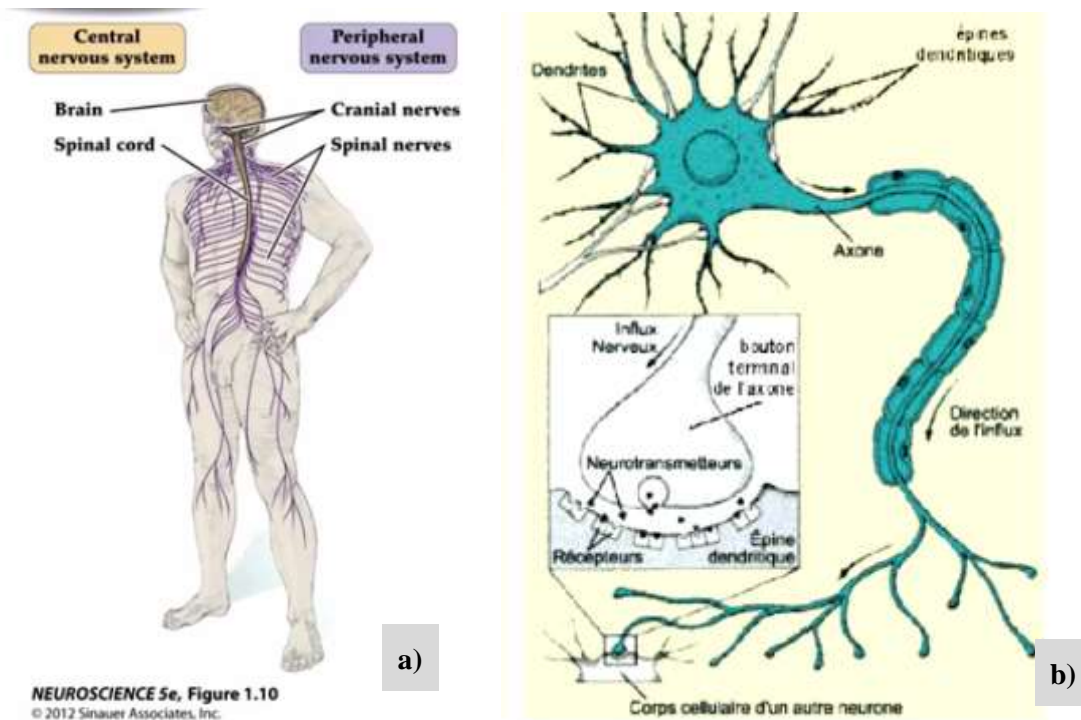 Central
nervous system
Peripheral
nervous system
Brain
Cranial nerves
Spinal cord
Spinal nerves
a)
NEUROSCIENCE 5e, Figure 1.10
© 2012 Sinauer Associates, Inc.
épines
dendritiques
Dendrites
Axone
Influx
Nerveux
bouton
terminal
de l'axone
Direction
de l'influx
Neurotransmetteurs
Récepteurs
Épine
dendritique
b)
Corps cellulaire d'un autre neurone